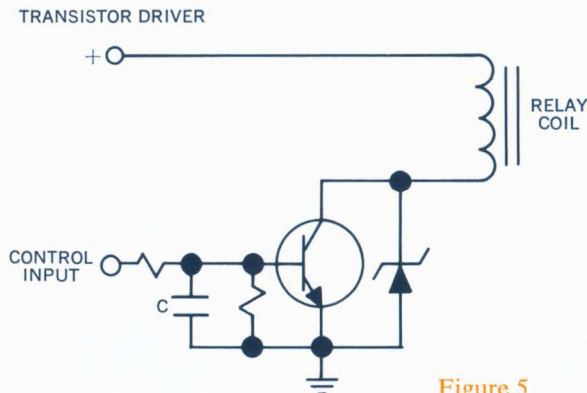 TRANSISTOR DRIVER
+
RELAY
COIL
CONTROL
INPUT
C
Figure 5